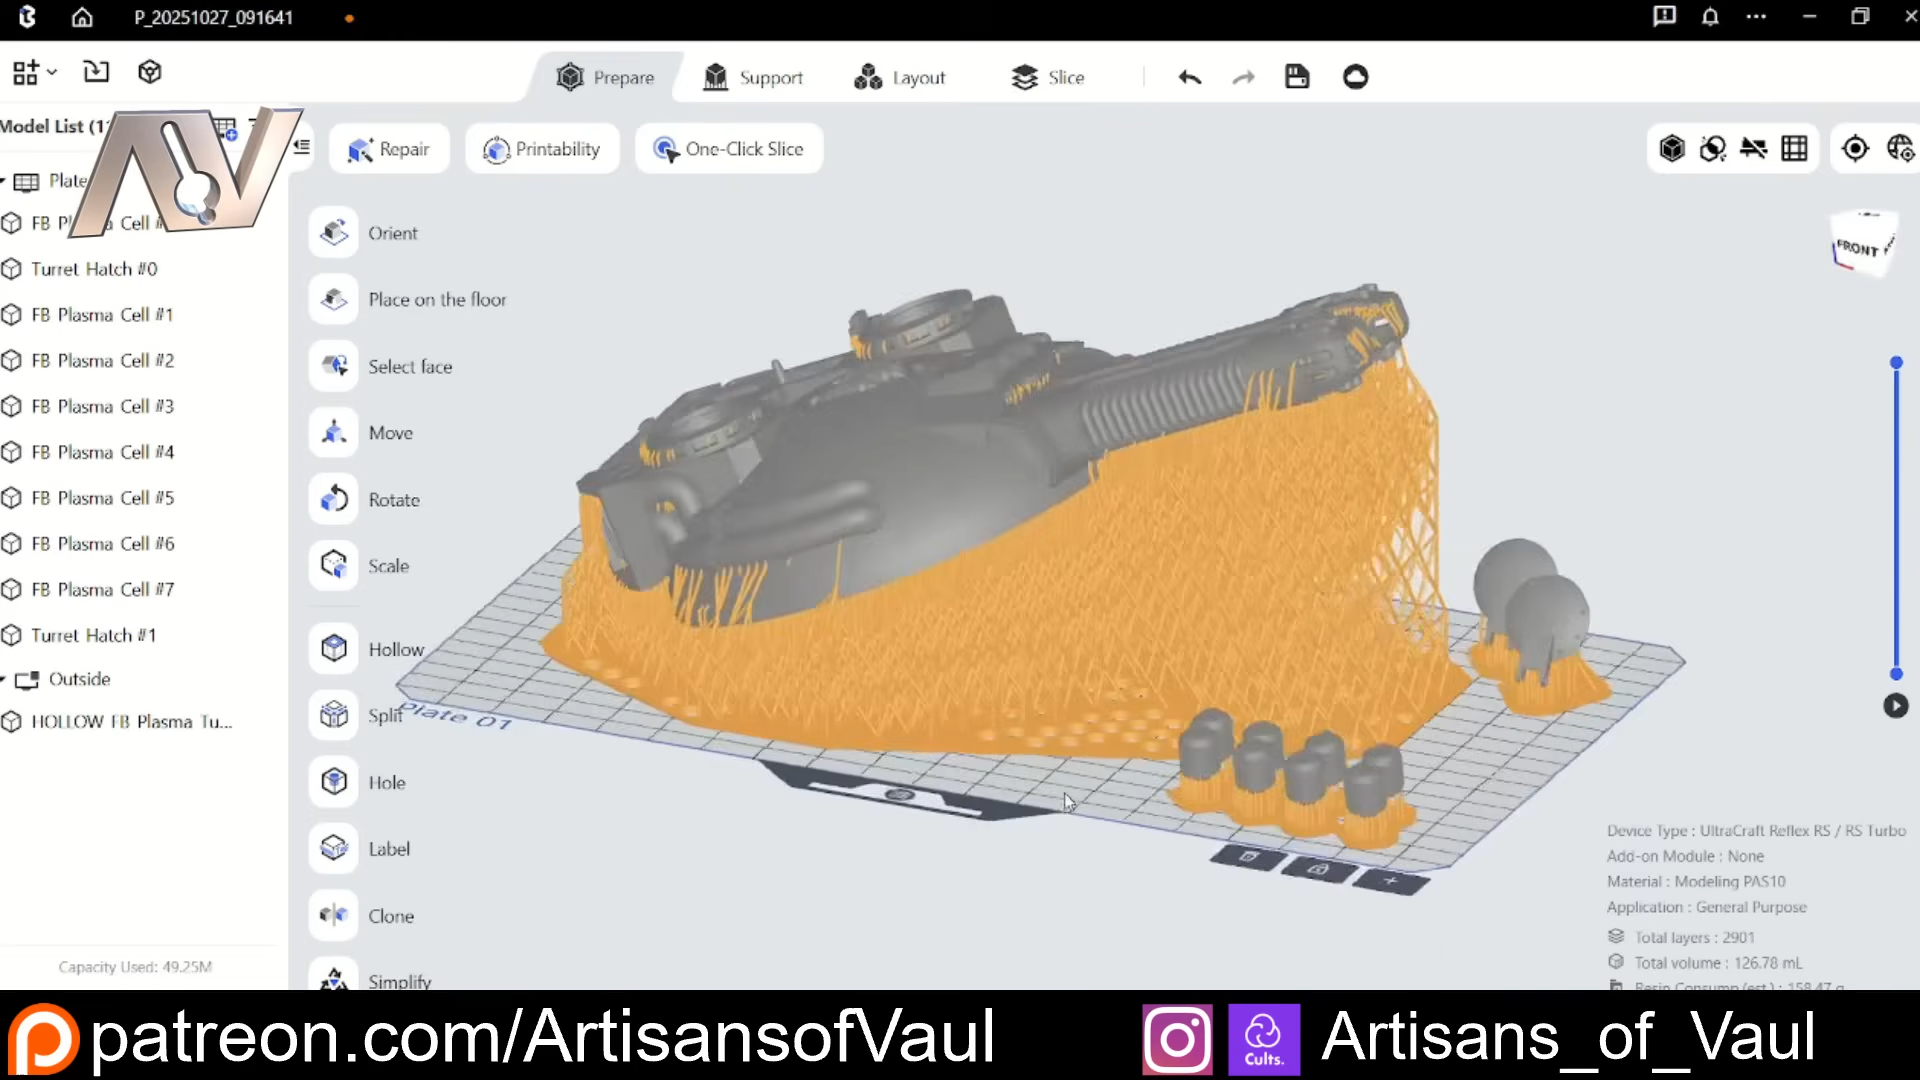 P_20251027_091641
Prepare
Support
Layout
Slice
Model List (1
Repair
Printability
One-Click Slice
Plate
FB Pl a Cell #
Turret Hatch #0
FB Plasma Cell #1
FB Plasma Cell #2
FB Plasma Cell #3
FB Plasma Cell #4
FB Plasma Cell #5
FB Plasma Cell #6
FB Plasma Cell #7
Turret Hatch #1
Outside
HOLLOW FB Plasma Tu...
Capacity Used: 49.25M
Orient
Place on the floor
Select face
Move
Rotate
Scale
Hollow
Split
Hole
Label
Clone
Simplify
FRONT
Plate 01
Device Type : UltraCraft Reflex RS / RS Turbo
Add-on Module : None
Material : Modeling PAS10
Application : General Purpose
Total layers : 2901
Total volume : 126.78 mL
Resin Consump (est.) : 158.47 g
patreon.com/ArtisansofVaul
Cults.
Artisans_of_Vaul